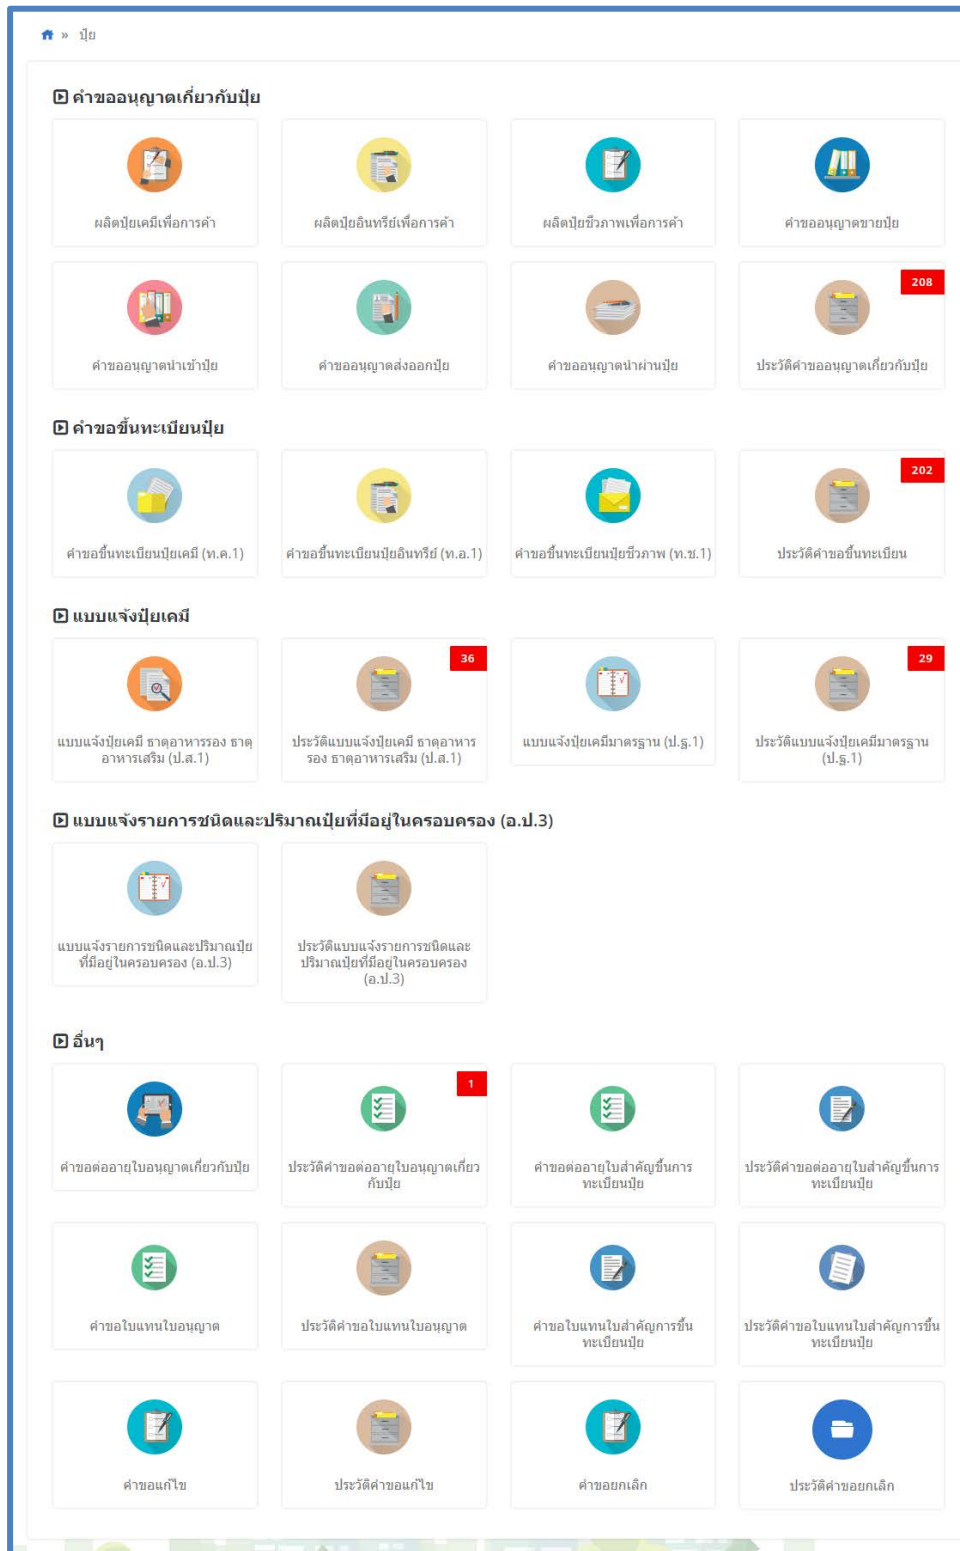 » ปุ๋ย
คำขออนุญาตเกี่ยวกับปุ๋ย
ผลิตปุ๋ยเคมีเพื่อการค้า
ผลิตปุ๋ยอินทรีย์เพื่อการค้า
ผลิตปุ๋ยชีวภาพเพื่อการค้า
คำขออนุญาตขายปุ๋ย
คำขออนุญาตนำเข้าปุ๋ย
คำขออนุญาตส่งออกปุ๋ย
คำขออนุญาตนำผ่านปุ๋ย
208
ประวัติคำขออนุญาตเกี่ยวกับปุ๋ย
คำขอขึ้นทะเบียนปุ๋ย
คำขอขึ้นทะเบียนปุ๋ยเคมี (ท.ค.1)
คำขอขึ้นทะเบียนปุ๋ยอินทรีย์ (ท.อ.1)
คำขอขึ้นทะเบียนปุ๋ยชีวภาพ (ท.ช.1)
202
ประวัติคำขอขึ้นทะเบียน
แบบแจ้งปุ๋ยเคมี
แบบแจ้งปุ๋ยเคมี ธาตุอาหารรอง ธาตุ
อาหารเสริม (ป.ส.1)
36
ประวัติแบบแจ้งปุ๋ยเคมี ธาตุอาหาร
รอง ธาตุอาหารเสริม (ป.ส.1)
แบบแจ้งปุ๋ยเคมีมาตรฐาน (ป.ฐ.1)
29
ประวัติแบบแจ้งปุ๋ยเคมีมาตรฐาน
(ป.ฐ.1)
แบบแจ้งรายการชนิดและปริมาณปุ๋ยที่มีอยู่ในครอบครอง (อ.ป.3)
แบบแจ้งรายการชนิดและปริมาณปุ๋ย
ที่มีอยู่ในครอบครอง (อ.ป.3)
ประวัติแบบแจ้งรายการชนิดและ
ปริมาณปุ๋ยที่มีอยู่ในครอบครอง
(อ.ป.3)
อื่นๆ
คำขอต่ออายุใบอนุญาตเกี่ยวกับปุ๋ย
1
ประวัติคำขอต่ออายุใบอนุญาตเกี่ยว
กับปุ๋ย
คำขอต่ออายุใบสำคัญขึ้นการ
ทะเบียนปุ๋ย
ประวัติคำขอต่ออายุใบสำคัญขึ้นการ
ทะเบียนปุ๋ย
คำขอใบแทนใบอนุญาต
ประวัติคำขอใบแทนใบอนุญาต
คำขอใบแทนใบสำคัญการขึ้น
ทะเบียนปุ๋ย
ประวัติคำขอใบแทนใบสำคัญการขึ้น
ทะเบียนปุ๋ย
คำขอแก้ไข
ประวัติคำขอแก้ไข
คำขอยกเลิก
ประวัติคำขอยกเลิก